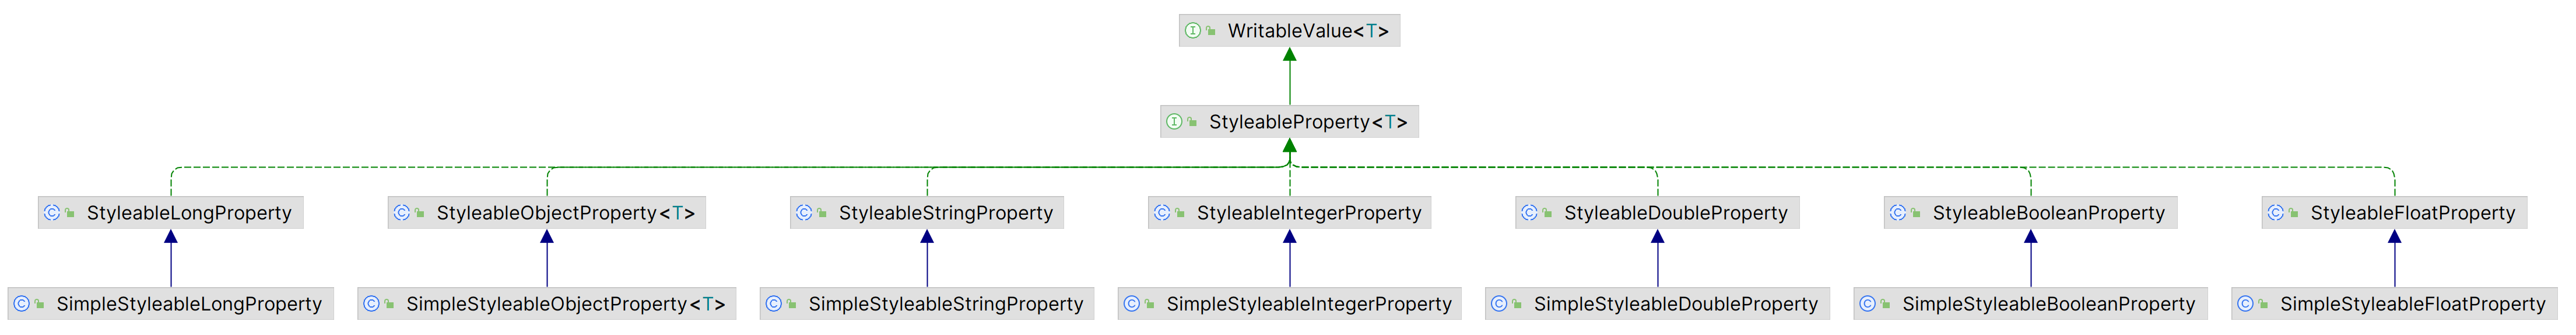 WritableValue<T>
StyleableProperty<T>
StyleableLongProperty StyleableObjectProperty<T> StyleableStringProperty StyleableIntegerProperty StyleableDoubleProperty StyleableBooleanProperty StyleableFloatProperty
SimpleStyleableLongProperty SimpleStyleableObjectProperty<T> SimpleStyleableStringProperty SimpleStyleableIntegerProperty SimpleStyleableDoubleProperty SimpleStyleableBooleanProperty SimpleStyleableFloatProperty